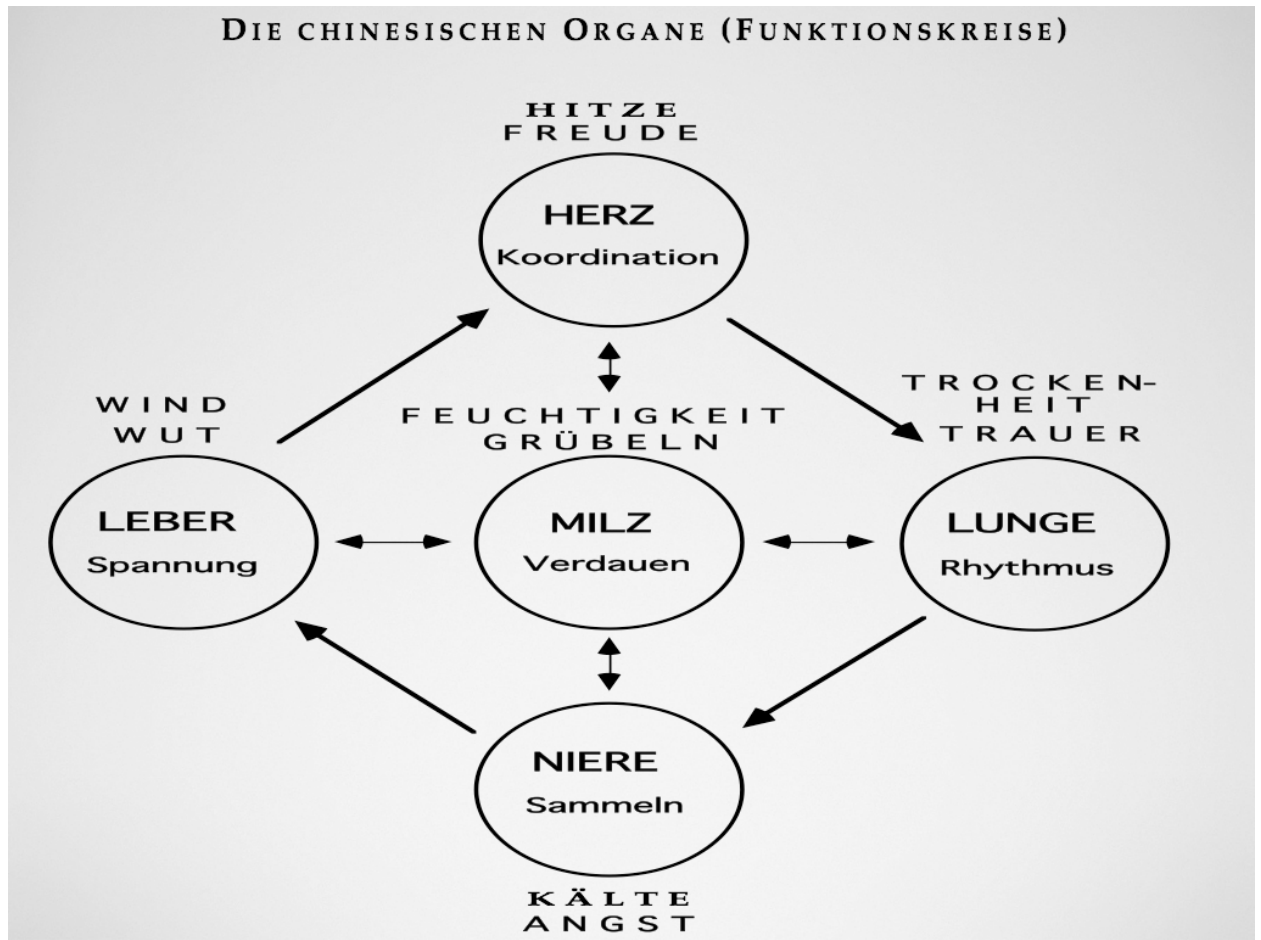 DIE CHINESISCHEN ORGANE (FUNKTIONSKREISE)
HITZE
FREUDE
HERZ
Koordination
WIND
WUT
LEBER
Spannung
FEUCHTIGKEIT
GRÜBELN
MILZ
Verdauen
TROCKEN-
HEIT
TRAUER
LUNGE
Rhythmus
NIERE
Sammeln
KÄLTE
ANGST